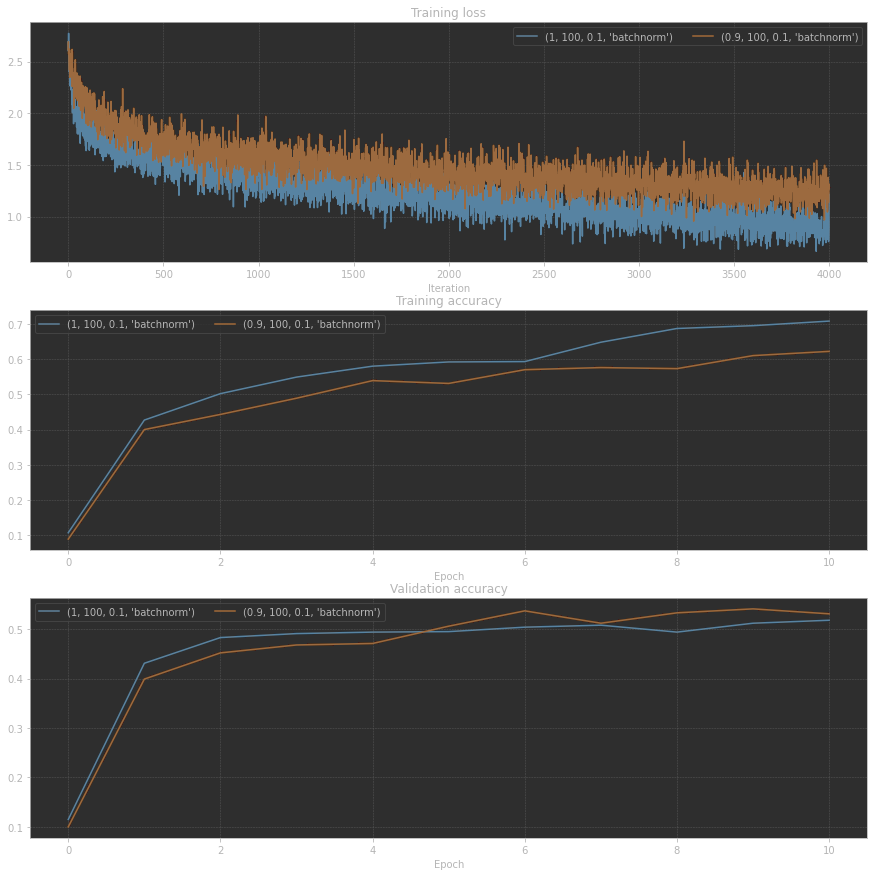 Training loss
(1, 100, 0.1, 'batchnorm') (0.9, 100, 0.1, 'batchnorm')
2.5
2.0
1.5
1.0
0 500 1000 1500 2000 2500 3000 3500 4000
Iteration
Training accuracy
(1, 100, 0.1, 'batchnorm') (0.9, 100, 0.1, 'batchnorm')
0.7
0.6
0.5
0.4
0.3
0.2
0.1
0 2 4 6 8 10
Epoch
Validation accuracy
(1, 100, 0.1, 'batchnorm') (0.9, 100, 0.1, 'batchnorm')
0.5
0.4
0.3
0.2
0.1
0 2 4 6 8 10
Epoch